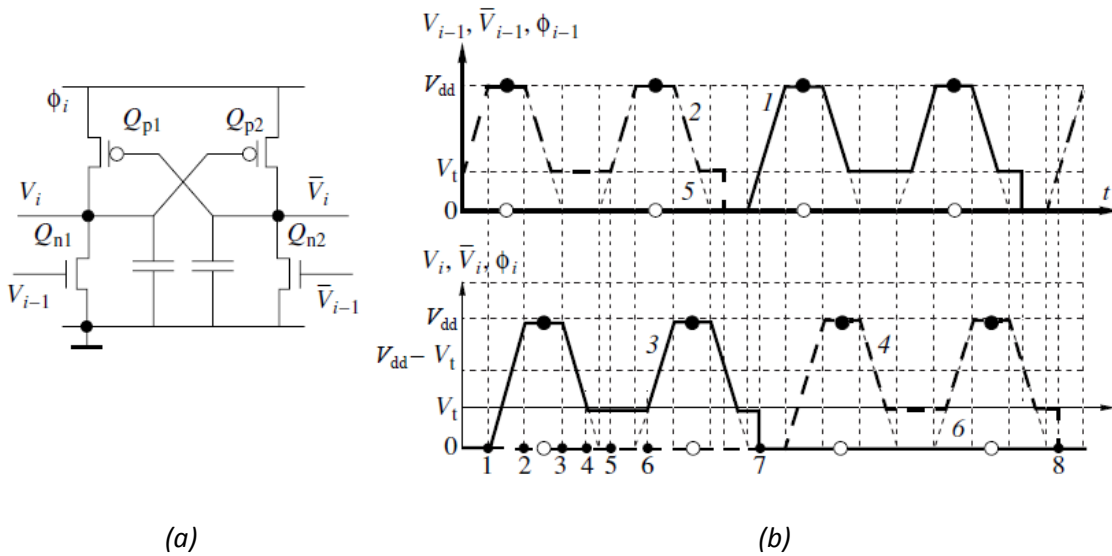 ϕᵢ
Qp1 Qp2
Vᵢ V̄ᵢ
Qn1 Qn2
Vᵢ₋₁ V̄ᵢ₋₁
(a)
Vᵢ₋₁, V̄ᵢ₋₁, ϕᵢ₋₁
Vdd
1
2
Vt
5
0
t
Vᵢ, V̄ᵢ, ϕᵢ
Vdd
3 4
Vdd – Vt
Vt
6
0
1 2 3 4 5 6 7 8
(b)